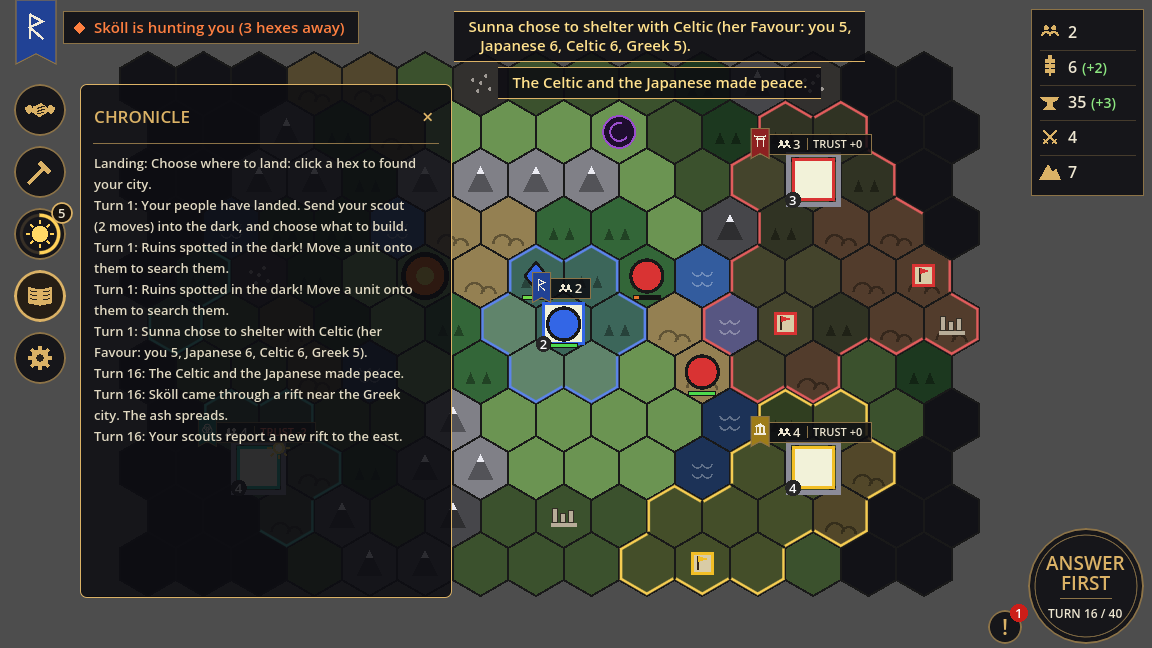 Sköll is hunting you (3 hexes away)
Sunna chose to shelter with Celtic (her Favour: you 5,
Japanese 6, Celtic 6, Greek 5).
The Celtic and the Japanese made peace.
2
6 (+2)
35 (+3)
4
7
CHRONICLE
×
Landing: Choose where to land: click a hex to found
your city.
Turn 1: Your people have landed. Send your scout
(2 moves) into the dark, and choose what to build.
Turn 1: Ruins spotted in the dark! Move a unit onto
them to search them.
Turn 1: Ruins spotted in the dark! Move a unit onto
them to search them.
Turn 1: Sunna chose to shelter with Celtic (her
Favour: you 5, Japanese 6, Celtic 6, Greek 5).
Turn 16: The Celtic and the Japanese made peace.
Turn 16: Sköll came through a rift near the Greek
city. The ash spreads.
Turn 16: Your scouts report a new rift to the east.
5
3 TRUST +0
3
2
2
4 TRUST +0
4
4
ANSWER
FIRST
TURN 16 / 40
! 1